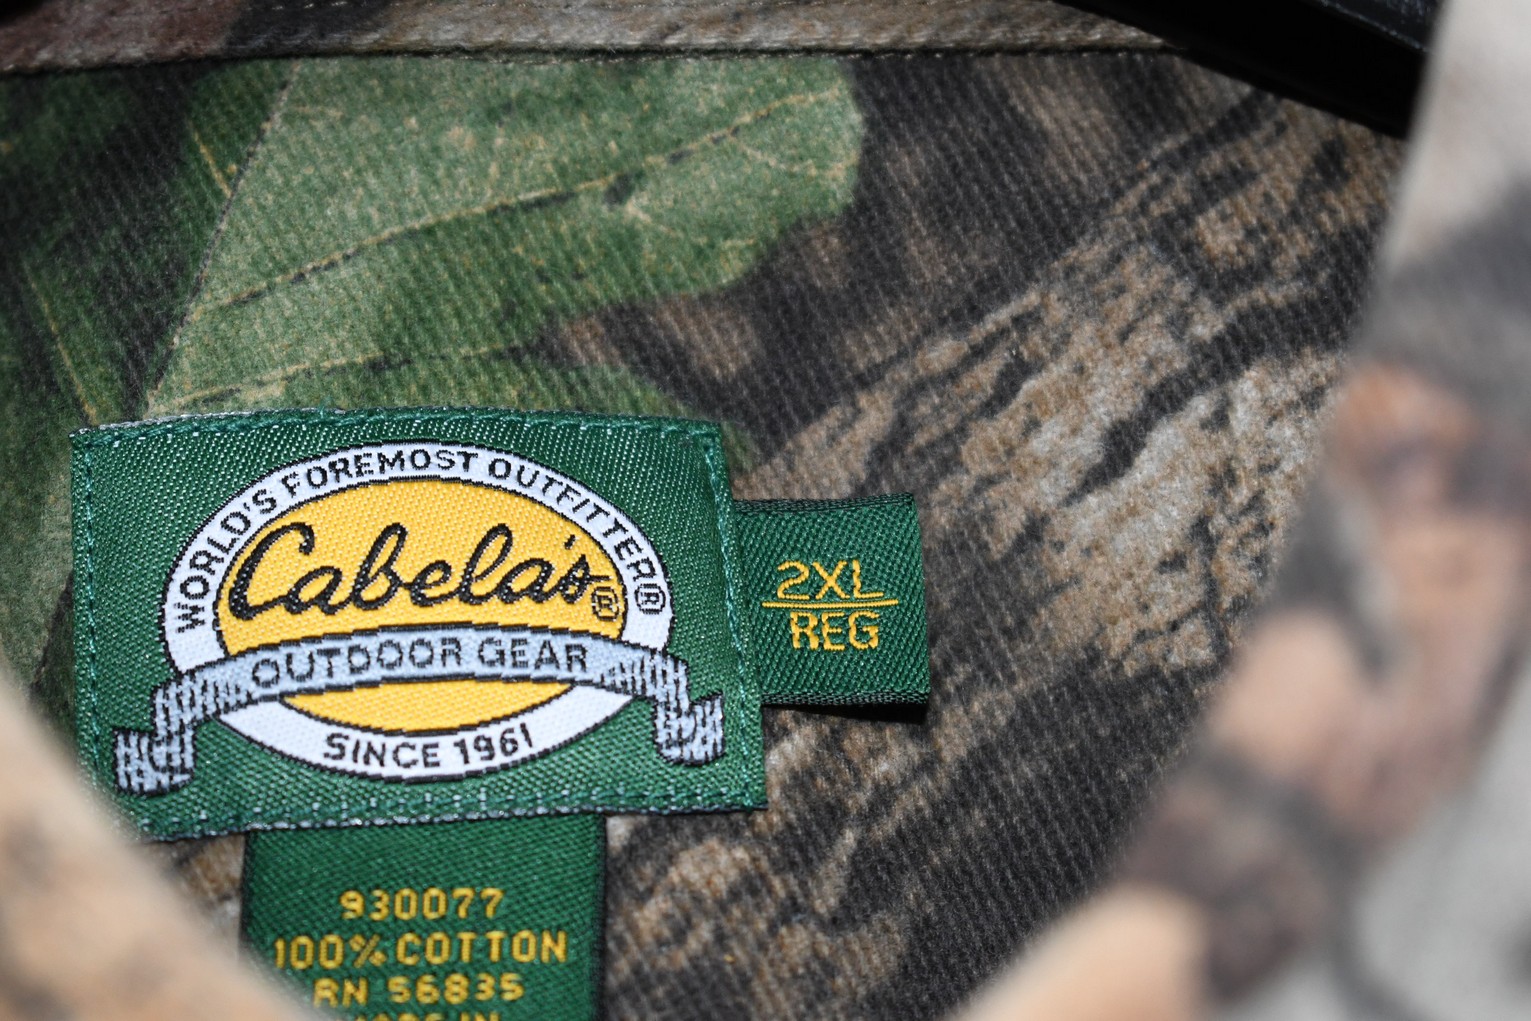 WORLD'S FOREMOST OUTFITTER®
Cabela's®
OUTDOOR GEAR
SINCE 1961
2XL
REG
930077
100% COTTON
RN 56835